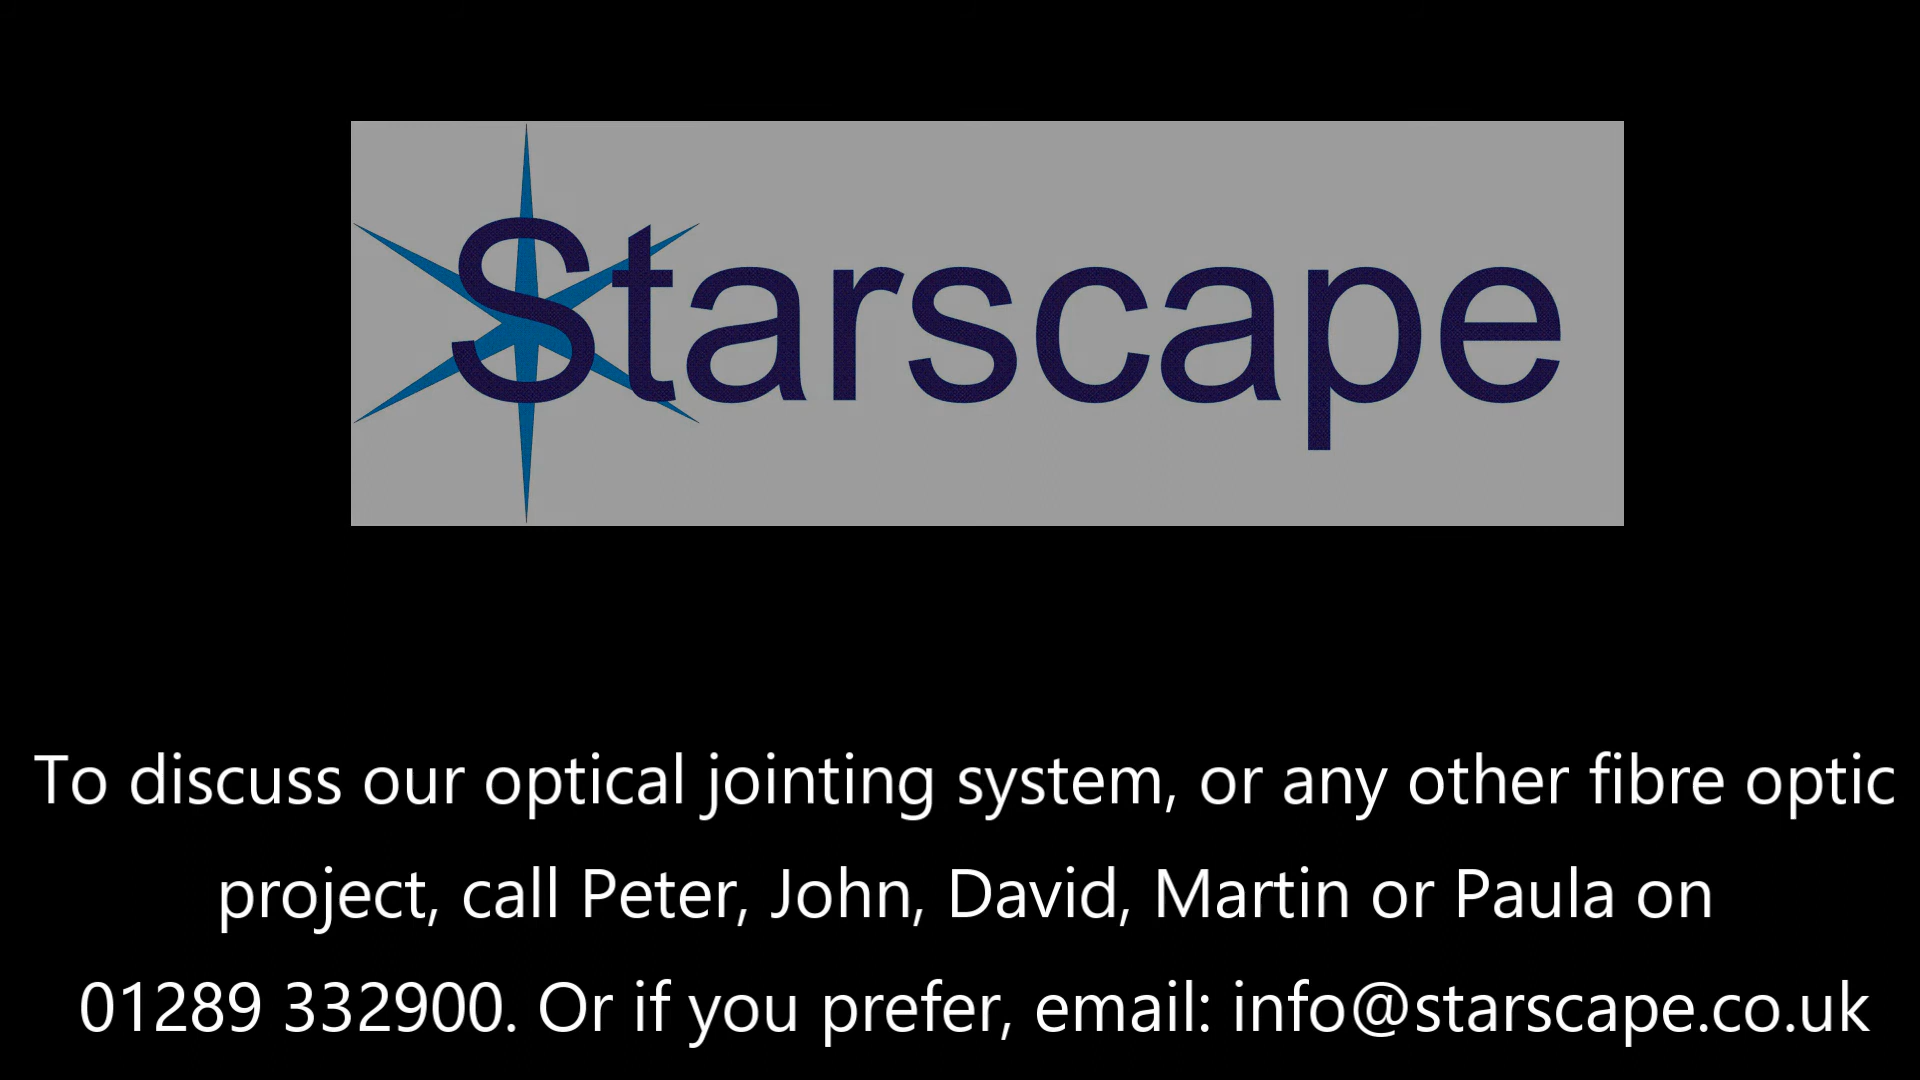 Starscape
To discuss our optical jointing system, or any other fibre optic
project, call Peter, John, David, Martin or Paula on
01289 332900. Or if you prefer, email: info@starscape.co.uk